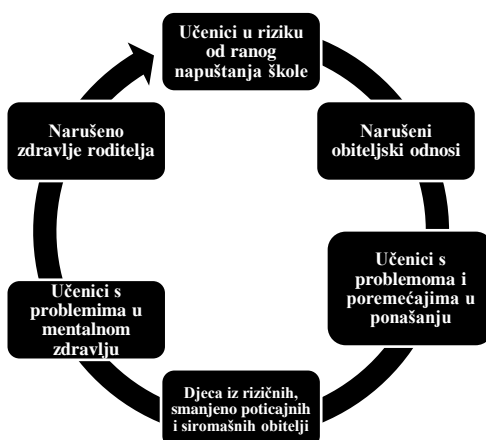 Učenici u riziku
od ranog
napuštanja škole
Narušeni
obiteljski odnosi
Učenici s
problemoma i
poremećajima u
ponašanju
Djeca iz rizičnih,
smanjeno poticajnih
i siromašnih obitelji
Učenici s
problemima u
mentalnom
zdravlju
Narušeno
zdravlje roditelja